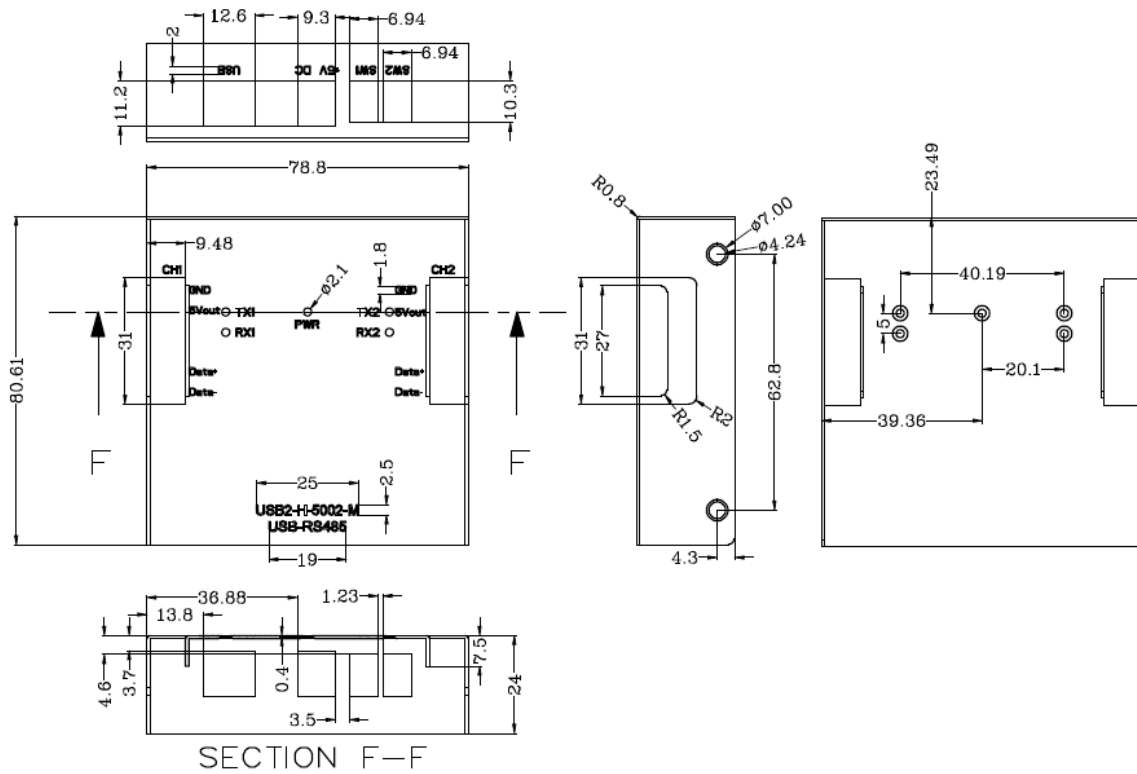 12.6
9.3
6.94
2
6.94
USB
+5V DC
SW1
SW2
11.2
10.3
78.8
9.48
CH1
CH2
1.8
GND
GND
ø2.1
5Vout
TX1
TX2
5Vout
PWR
RX1
RX2
31
80.61
Data+
Data+
Data-
Data-
F
F
25
2.5
USB2-H-5002-M
USB-RS485
19
R0.8
ø7.00
ø4.24
31
27
62.8
R1.5
R2
4.3
23.49
40.19
5
20.1
39.36
36.88
1.23
13.8
4.6
3.7
0.4
7.5
24
3.5
SECTION F-F